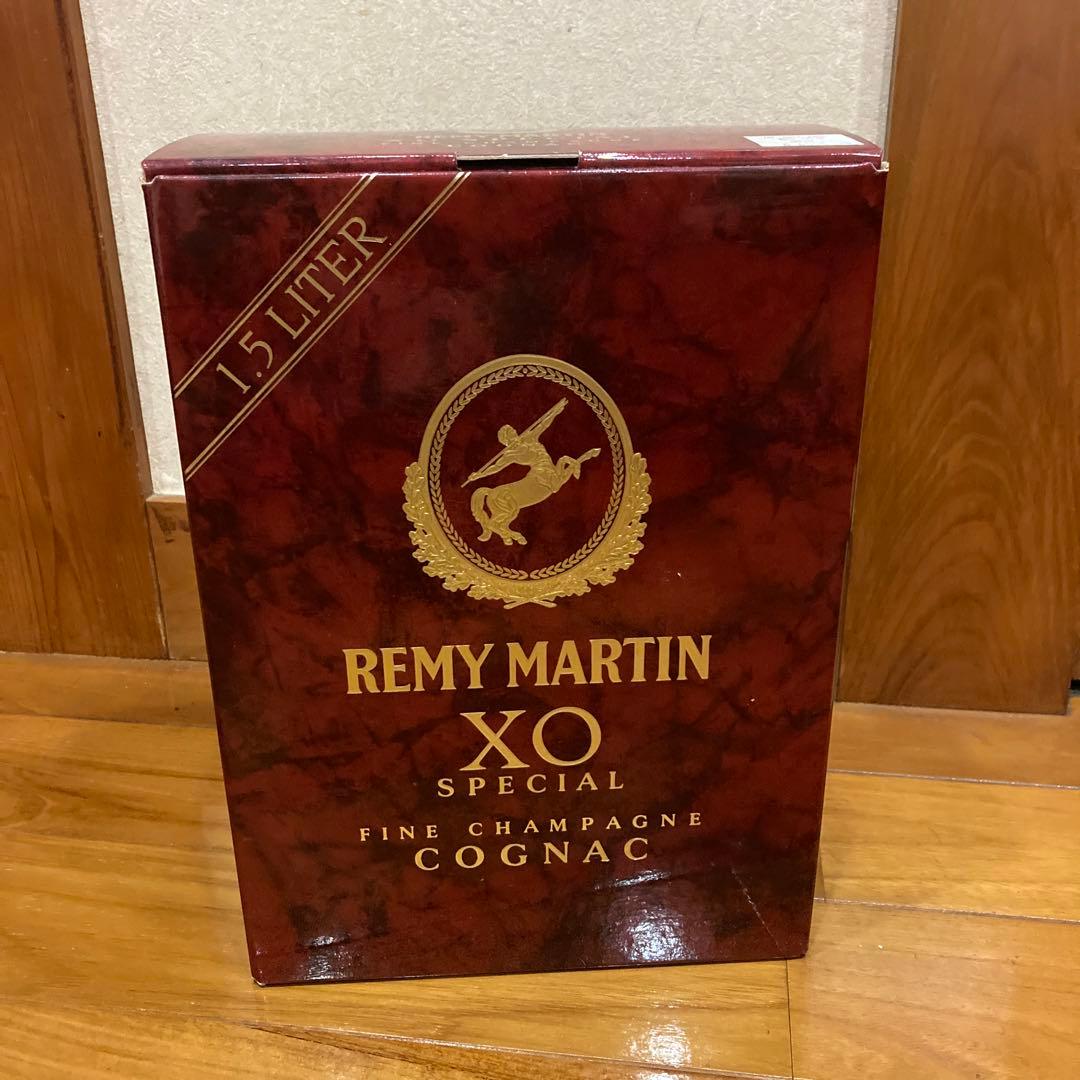 1.5 LITER
REMY MARTIN
XO
SPECIAL
FINE CHAMPAGNE
COGNAC